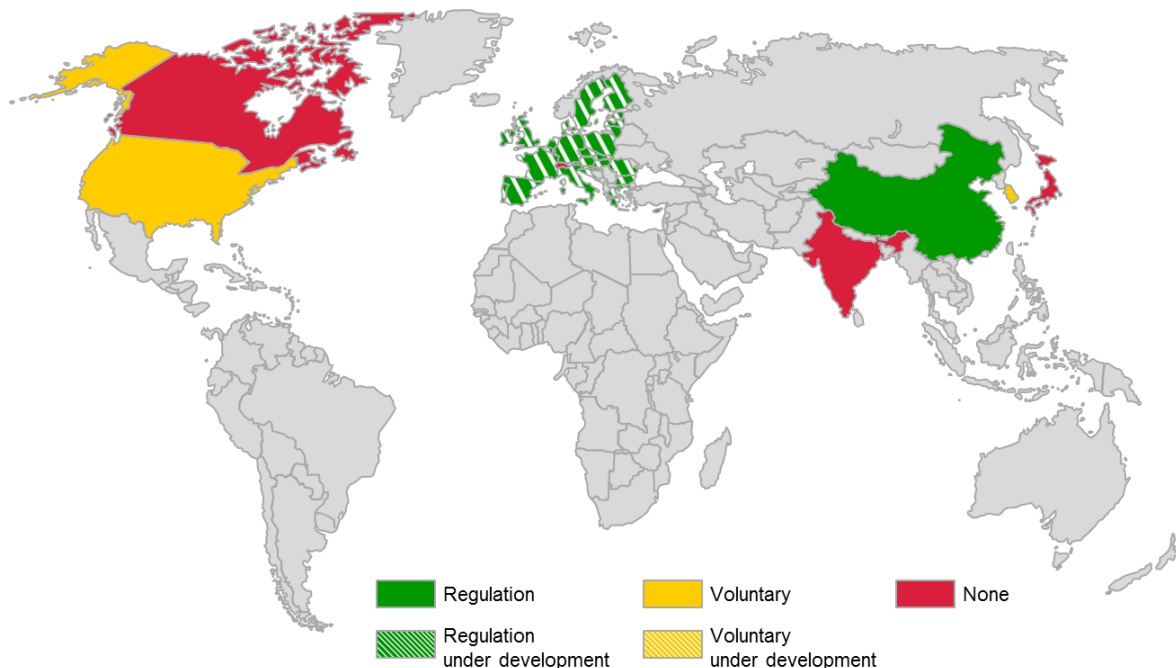 Regulation
Voluntary
None
Regulation
under development
Voluntary
under development